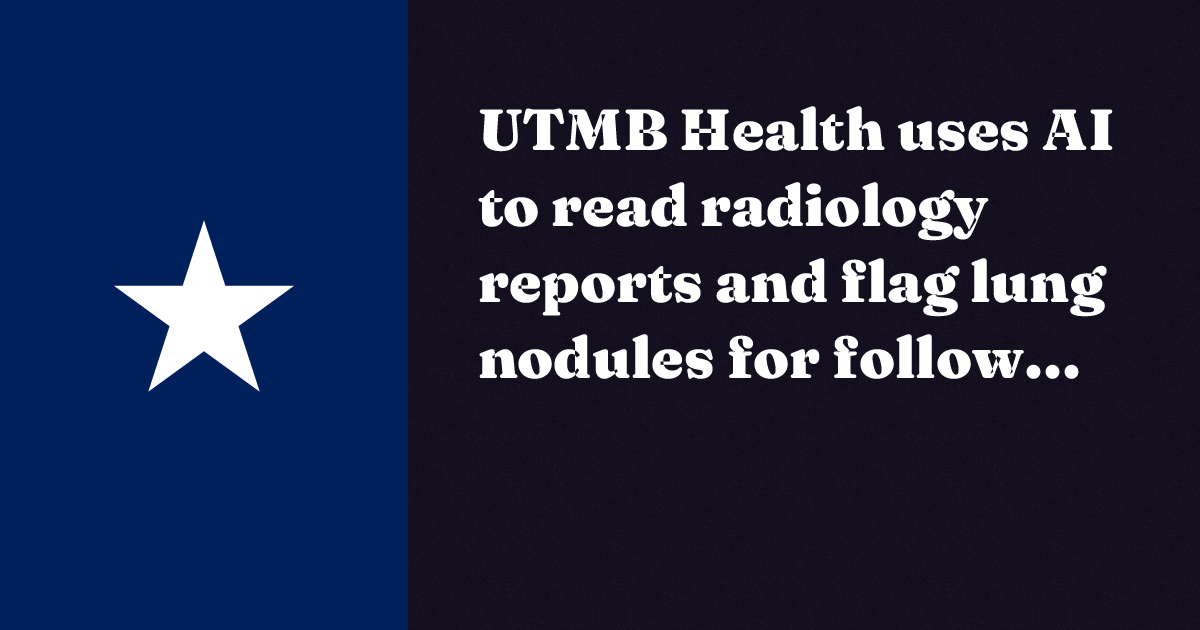 UTMB Health uses AI
to read radiology
reports and flag lung
nodules for follow...